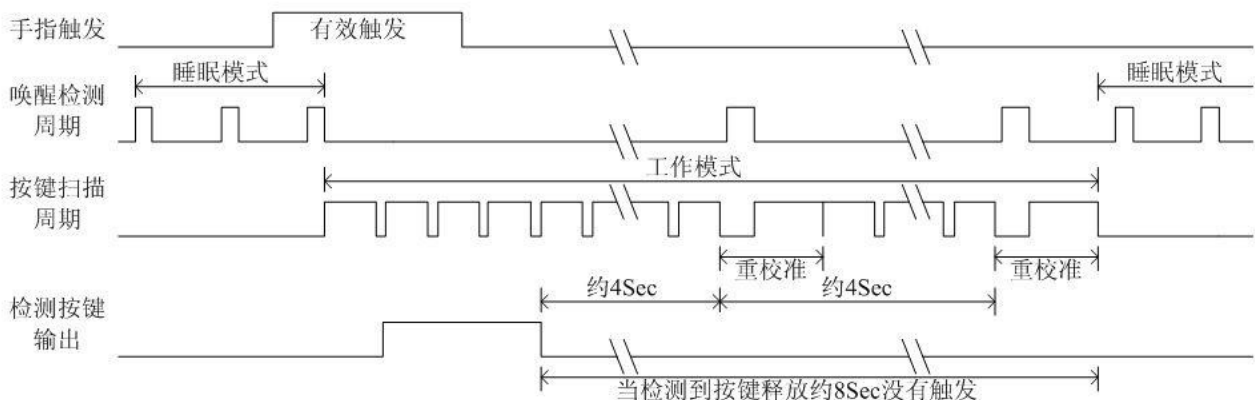 手指触发
有效触发
睡眠模式
睡眠模式
唤醒检测
周期
工作模式
按键扫描
周期
重校准
重校准
约4Sec
约4Sec
检测按键
输出
当检测到按键释放约8Sec没有触发